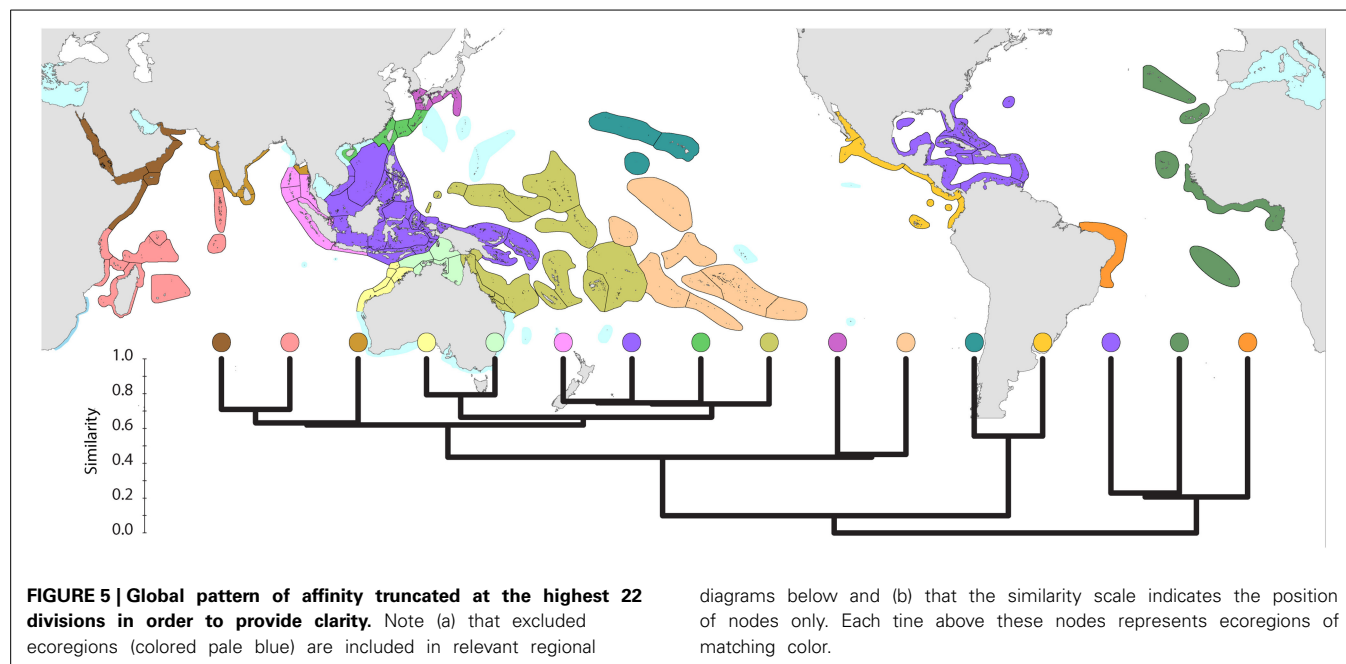 1.0
0.8
0.6
0.4
0.2
0.0
Similarity
FIGURE 5 | Global pattern of affinity truncated at the highest 22
divisions in order to provide clarity. Note (a) that excluded
ecoregions (colored pale blue) are included in relevant regional
diagrams below and (b) that the similarity scale indicates the position
of nodes only. Each tine above these nodes represents ecoregions of
matching color.